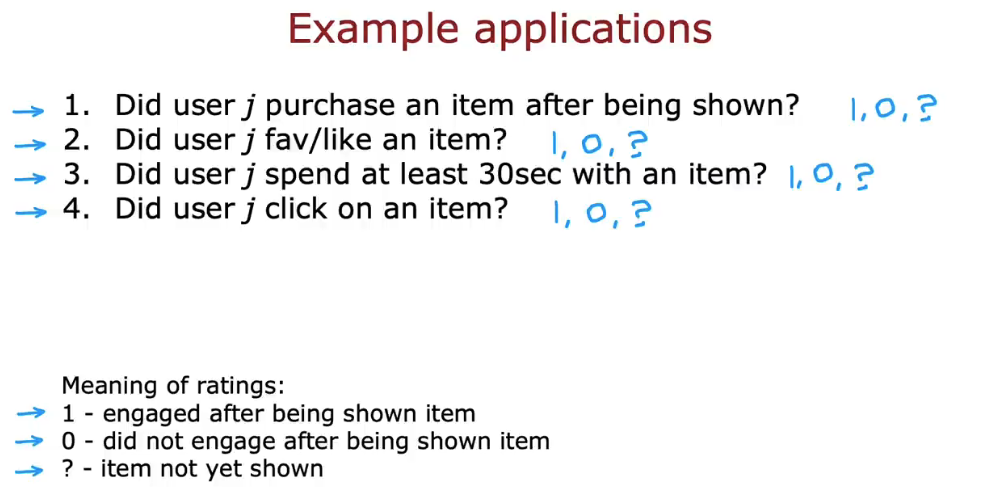 Example applications
→ 1. Did user j purchase an item after being shown? 1, 0, ?
→ 2. Did user j fav/like an item? 1, 0, ?
→ 3. Did user j spend at least 30sec with an item? 1, 0, ?
→ 4. Did user j click on an item? 1, 0, ?
Meaning of ratings:
→ 1 - engaged after being shown item
→ 0 - did not engage after being shown item
→ ? - item not yet shown